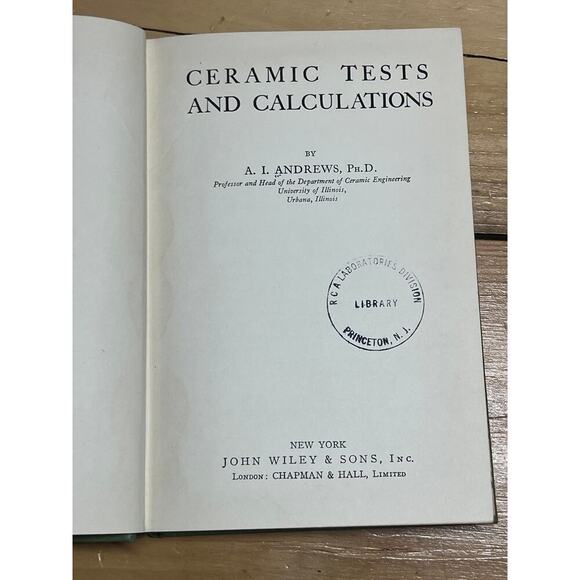 CERAMIC TESTS
AND CALCULATIONS
BY
A. I. ANDREWS, PH.D.
Professor and Head of the Department of Ceramic Engineering
University of Illinois,
Urbana, Illinois
R C A LABORATORIES DIVISION
LIBRARY
PRINCETON, N. J.
NEW YORK
JOHN WILEY & SONS, INC.
LONDON: CHAPMAN & HALL, LIMITED